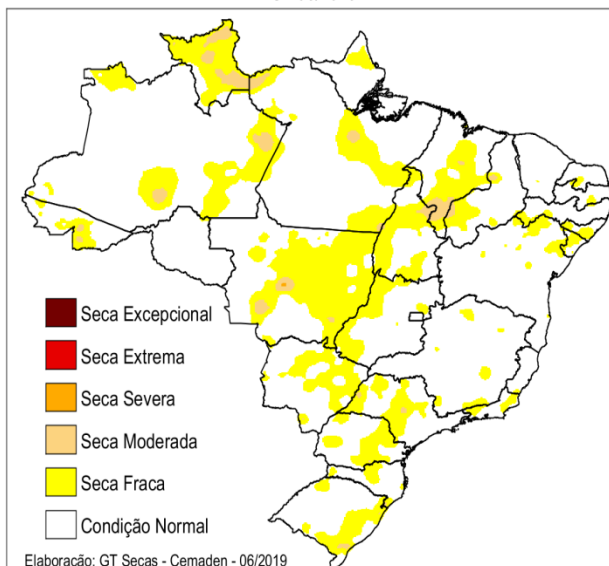 Seca Excepcional
Seca Extrema
Seca Severa
Seca Moderada
Seca Fraca
Condição Normal
Elaboração: GT Secas - Cemaden - 06/2019